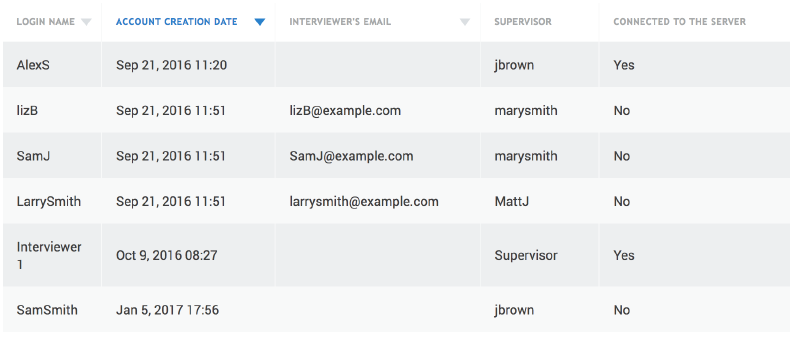 LOGIN NAME ACCOUNT CREATION DATE INTERVIEWER'S EMAIL SUPERVISOR CONNECTED TO THE SERVER
AlexS Sep 21, 2016 11:20 jbrown Yes
lizB Sep 21, 2016 11:51 lizB@example.com marysmith No
SamJ Sep 21, 2016 11:51 SamJ@example.com marysmith No
LarrySmith Sep 21, 2016 11:51 larrysmith@example.com MattJ No
Interviewer
1 Oct 9, 2016 08:27 Supervisor Yes
SamSmith Jan 5, 2017 17:56 jbrown No